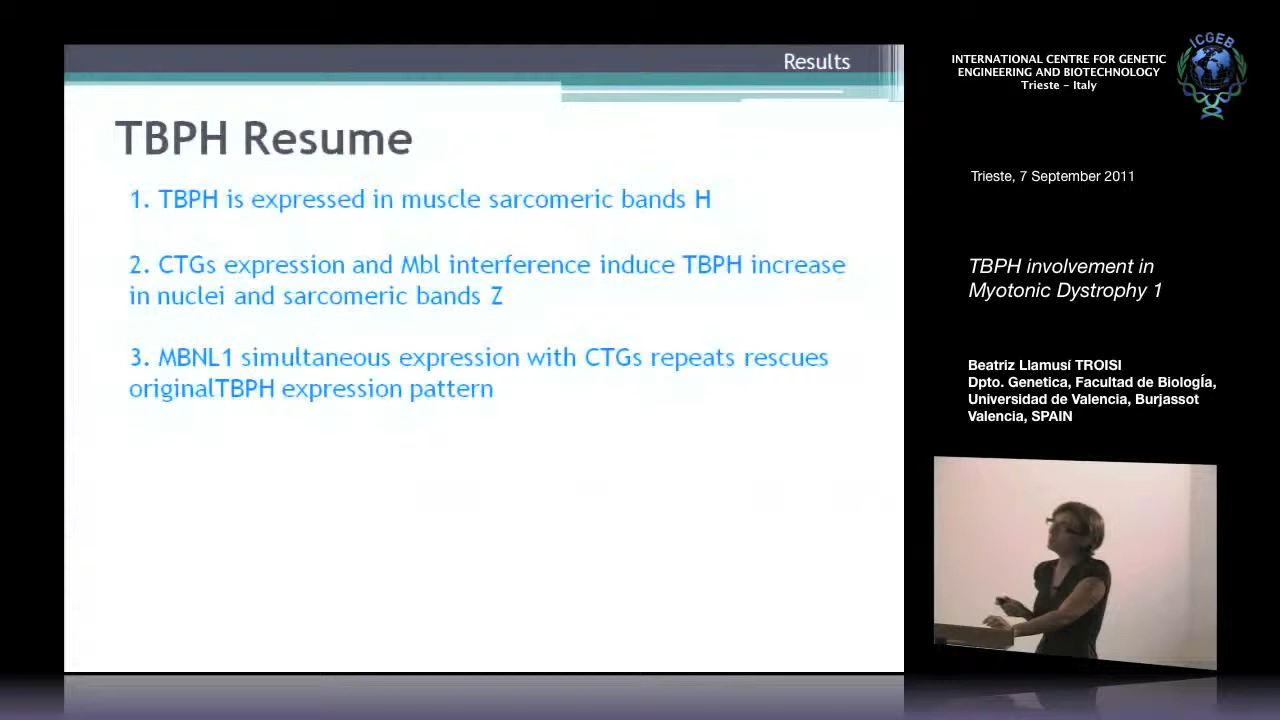 Results
TBPH Resume
1. TBPH is expressed in muscle sarcomeric bands H
2. CTGs expression and Mbl interference induce TBPH increase
in nuclei and sarcomeric bands Z
3. MBNL1 simultaneous expression with CTGs repeats rescues
originalTBPH expression pattern
INTERNATIONAL CENTRE FOR GENETIC
ENGINEERING AND BIOTECHNOLOGY
Trieste – Italy
ICGEB
Trieste, 7 September 2011
TBPH involvement in
Myotonic Dystrophy 1
Beatriz Llamusí TROISI
Dpto. Genetica, Facultad de BiologÍa,
Universidad de Valencia, Burjassot
Valencia, SPAIN